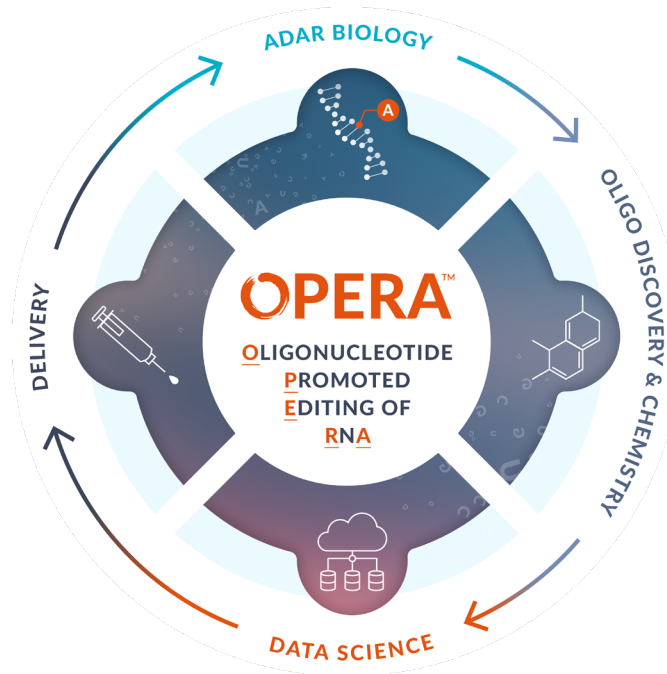 ADAR BIOLOGY
A
OLIGO DISCOVERY & CHEMISTRY
DELIVERY
OPERA™
OLIGONUCLEOTIDE
PROMOTED
EDITING OF
RNA
DATA SCIENCE